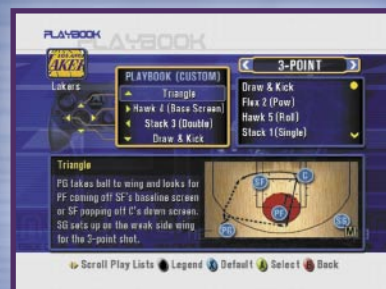 PLAYBOOK
PLAYBOOK
LAKERS
Lakers
PLAYBOOK (CUSTOM)
Triangle
Hawk 4 (Base Screen)
Stack 3 (Double)
Draw & Kick
3-POINT
Draw & Kick
Flex 2 (Pow)
Hawk 5 (Roll)
Stack 1 (Single)
Triangle
PG takes ball to wing and looks for
PF coming off SF's baseline screen
or SF popping off C's down screen.
SG sets up on the weak side wing
for the 3-point shot.
SF
C
PF
PG
SG
M
Scroll Play Lists Legend X Default A Select B Back